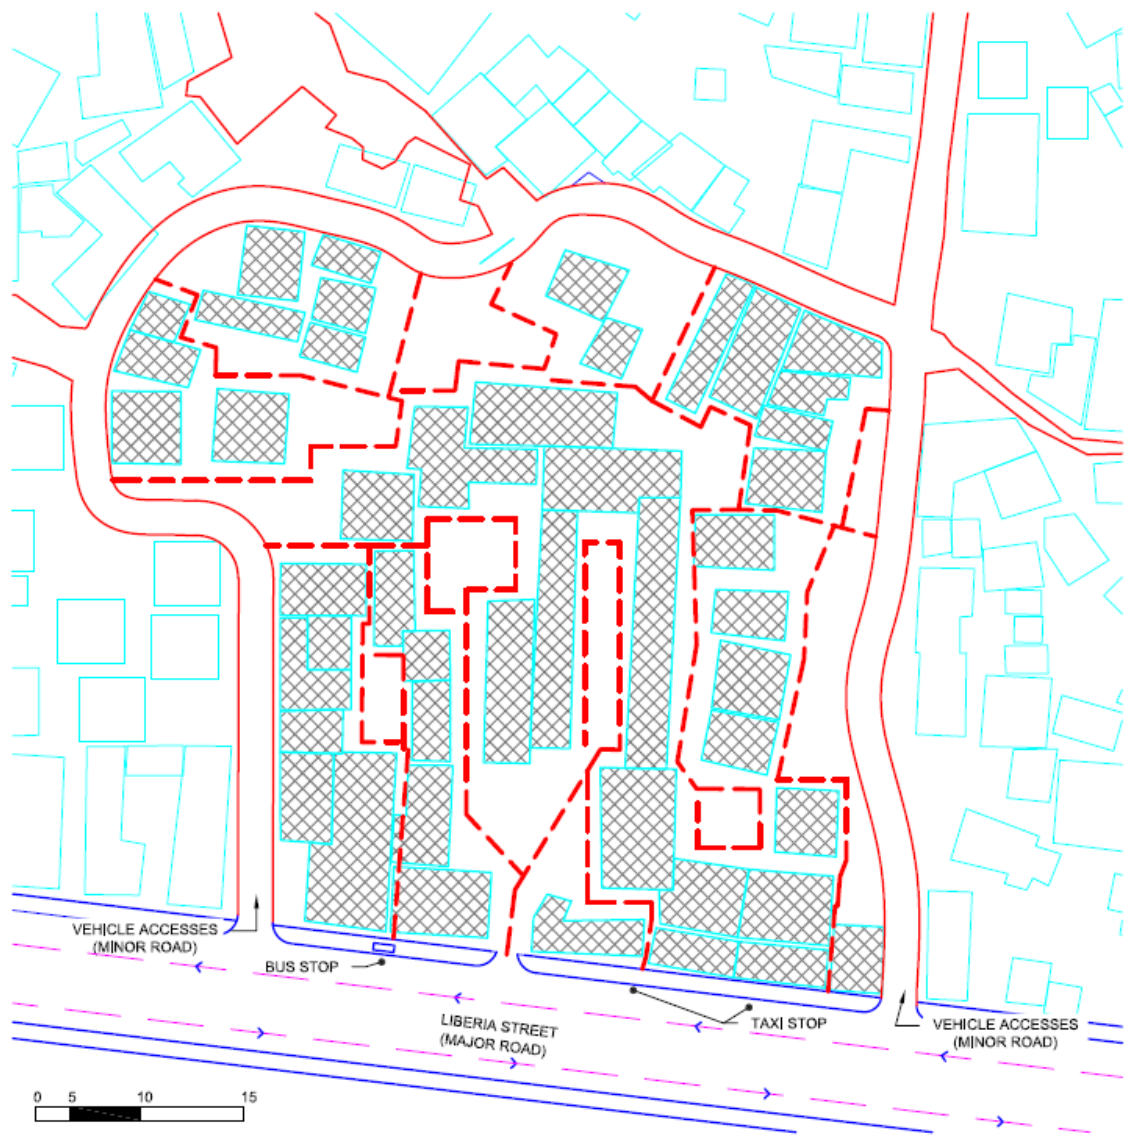 VEHICLE ACCESSES
(MINOR ROAD)
BUS STOP
LIBERIA STREET
(MAJOR ROAD)
TAXI STOP
VEHICLE ACCESSES
(MINOR ROAD)
0 5 10 15